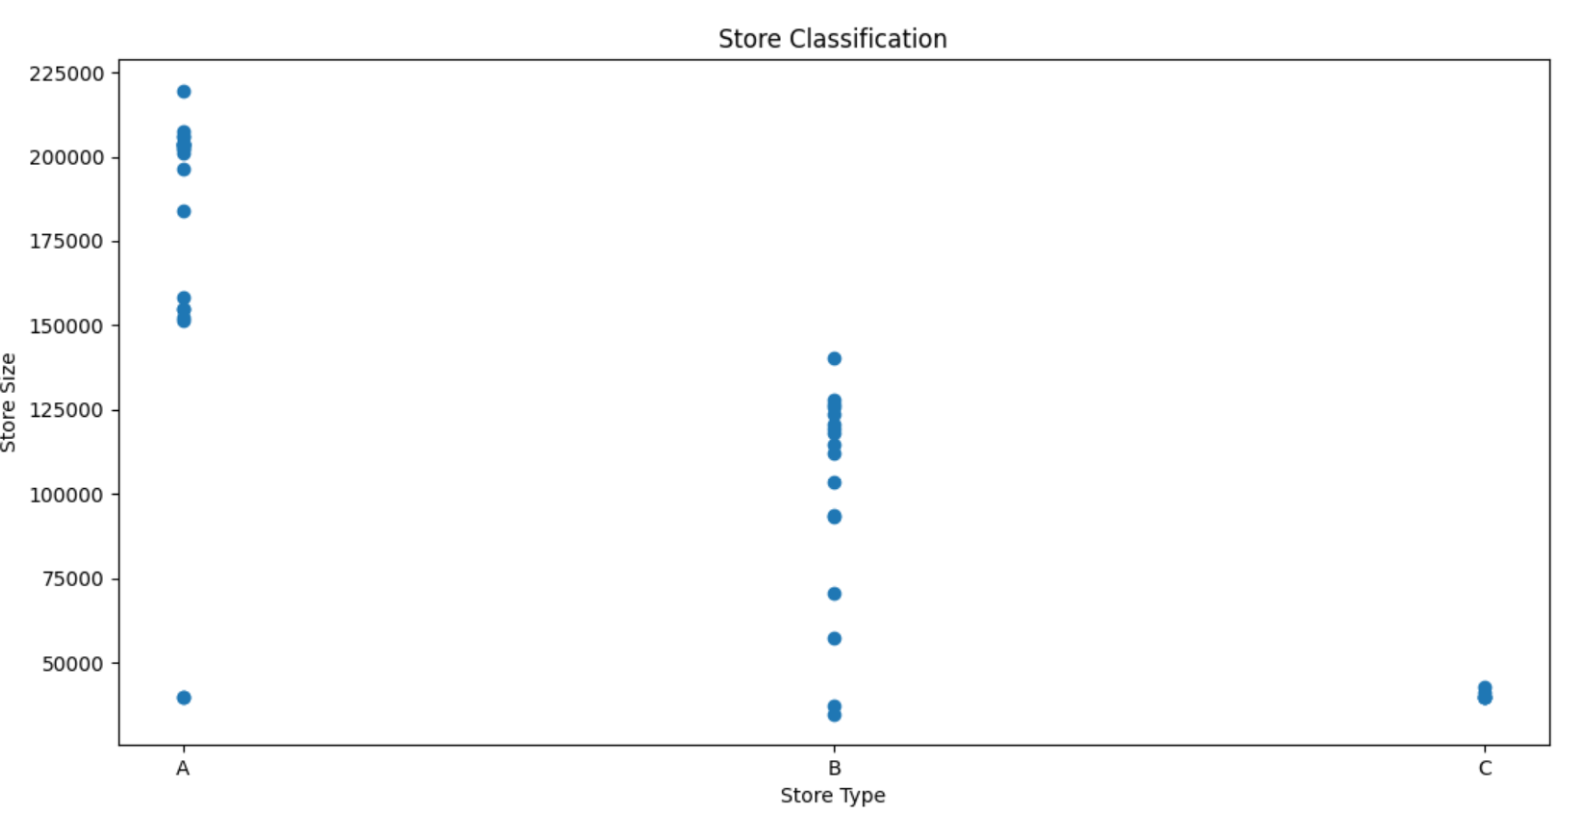 Store Classification
225000
200000
175000
150000
125000
100000
75000
50000
Store Size
A
B
C
Store Type